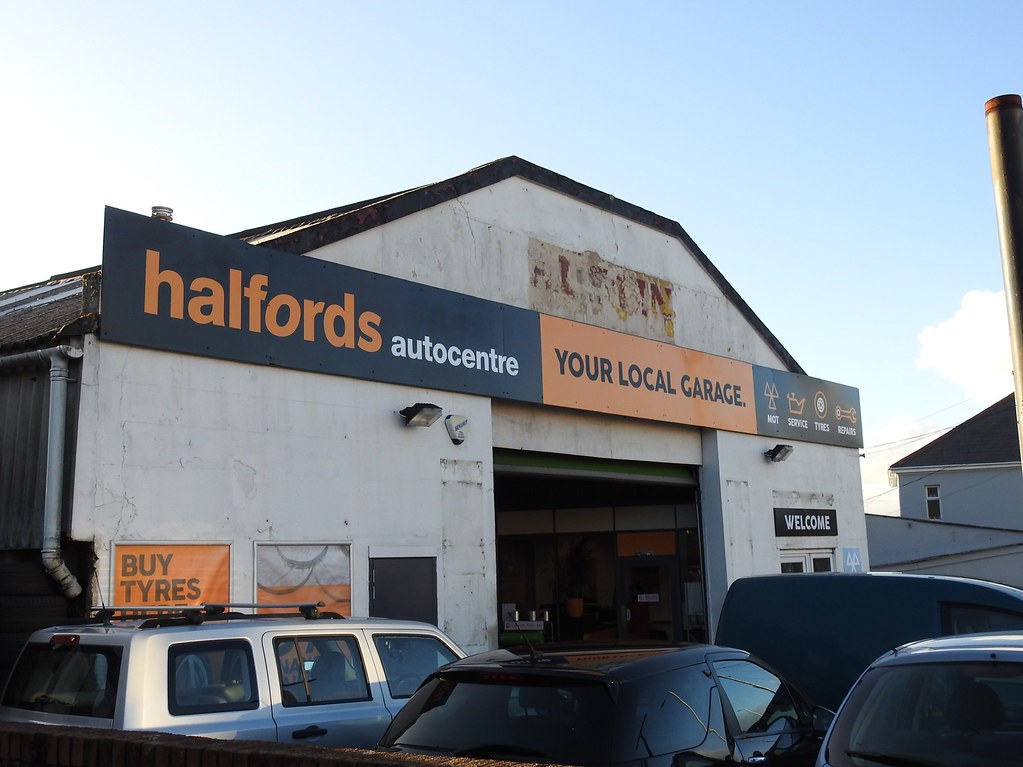 halfords autocentre
YOUR LOCAL GARAGE.
MOT SERVICE TYRES REPAIRS
WELCOME
BUY
TYRES